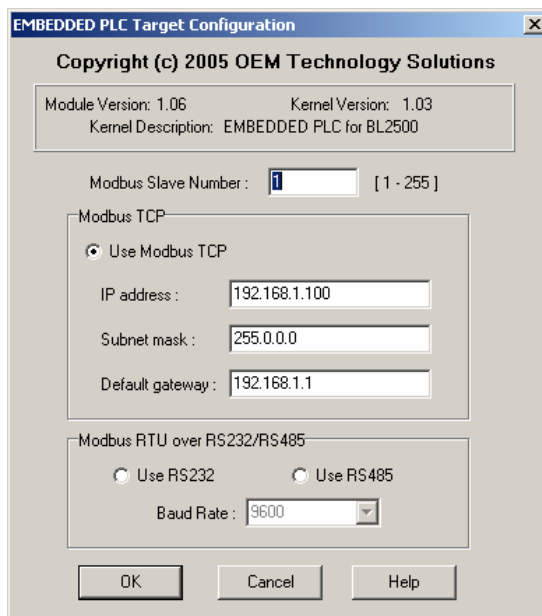 EMBEDDED PLC Target Configuration
Copyright (c) 2005 OEM Technology Solutions
Module Version: 1.06 Kernel Version: 1.03
Kernel Description: EMBEDDED PLC for BL2500
Modbus Slave Number : 1 [ 1 - 255 ]
Modbus TCP
Use Modbus TCP
IP address : 192.168.1.100
Subnet mask : 255.0.0.0
Default gateway : 192.168.1.1
Modbus RTU over RS232/RS485
Use RS232 Use RS485
Baud Rate : 9600
OK Cancel Help